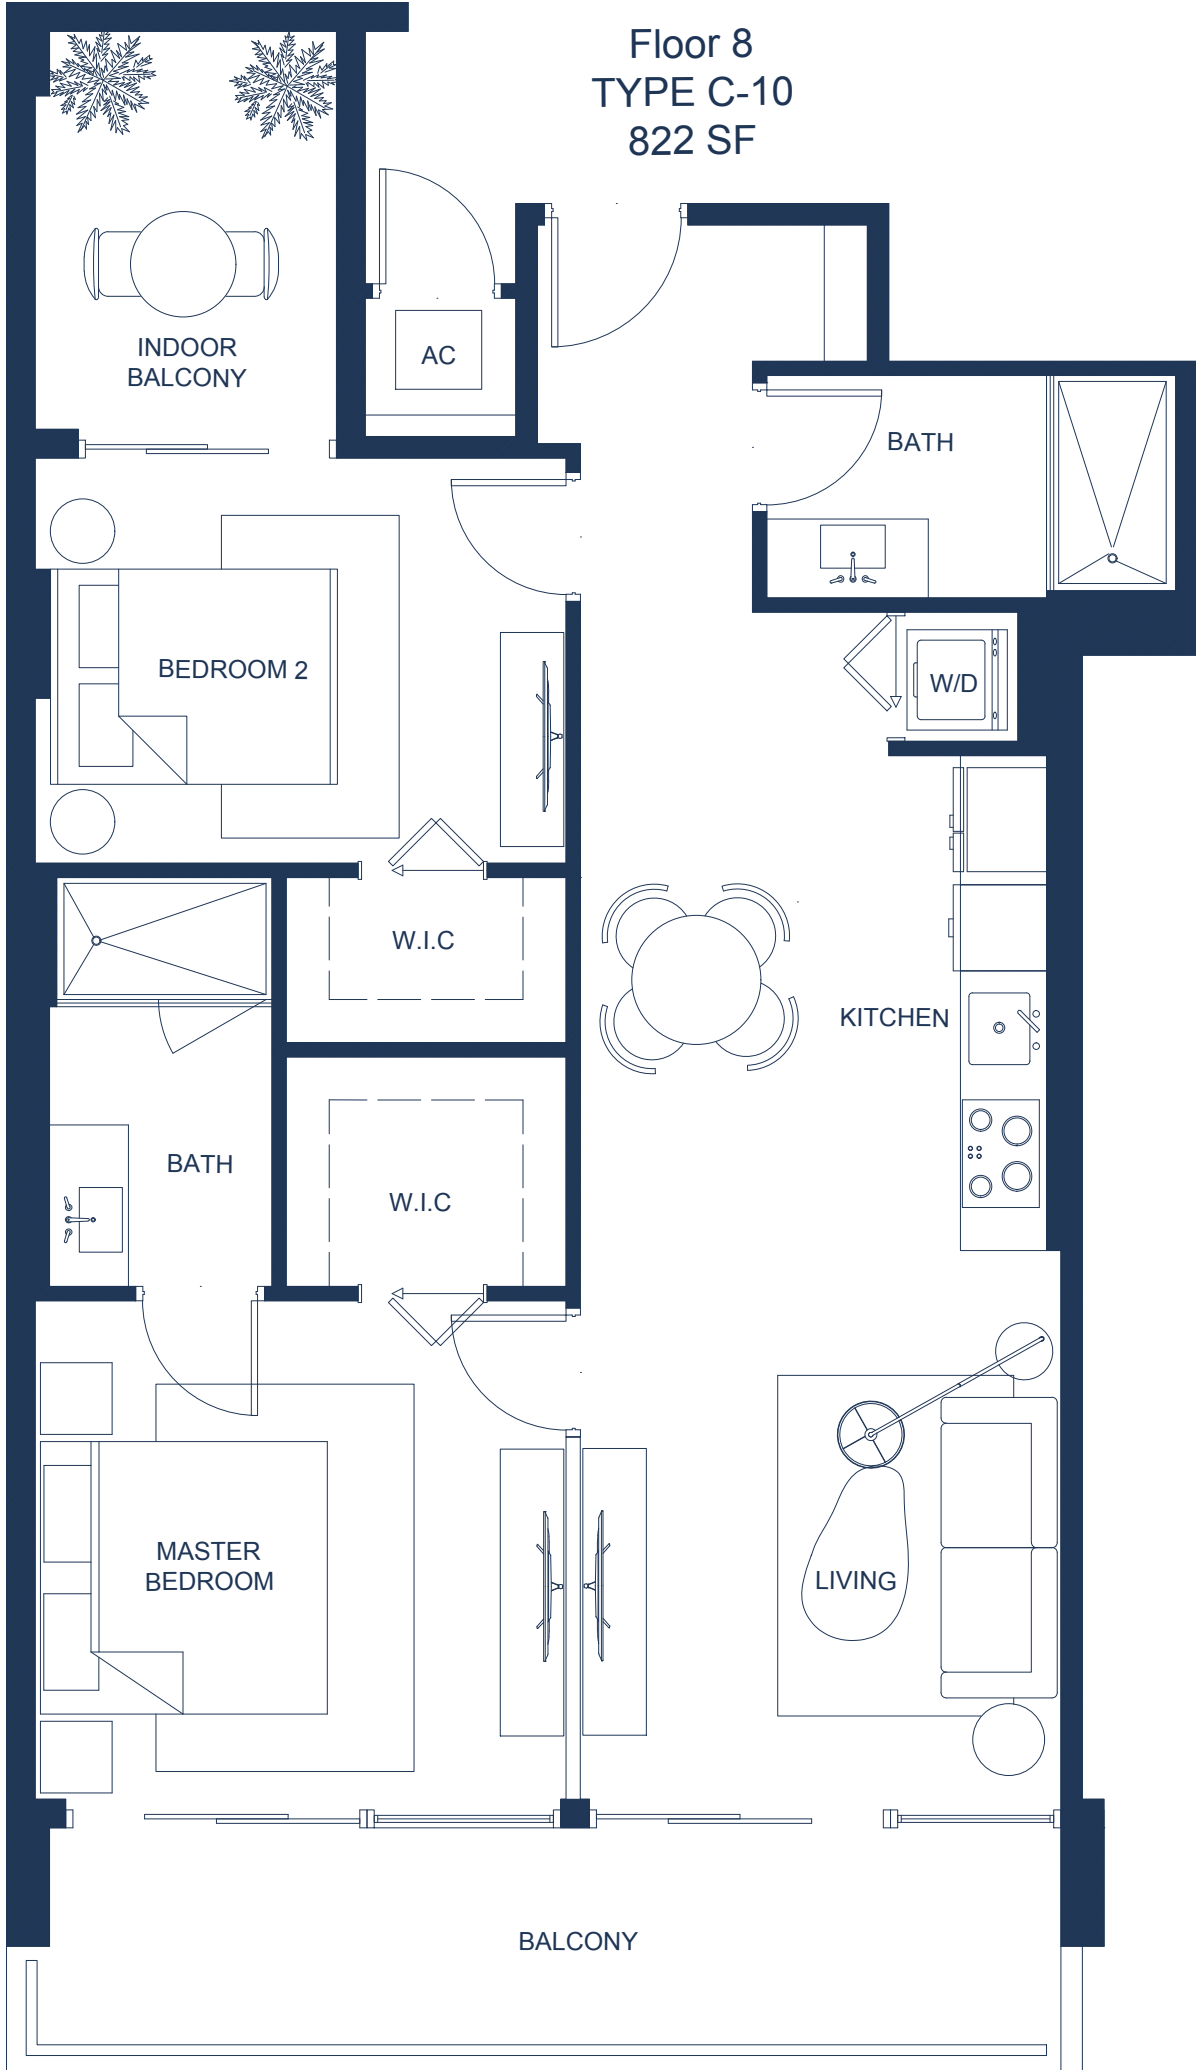 Floor 8
TYPE C-10
822 SF
INDOOR
BALCONY
AC
BATH
BEDROOM 2
W/D
W.I.C
KITCHEN
BATH
W.I.C
MASTER
BEDROOM
LIVING
BALCONY